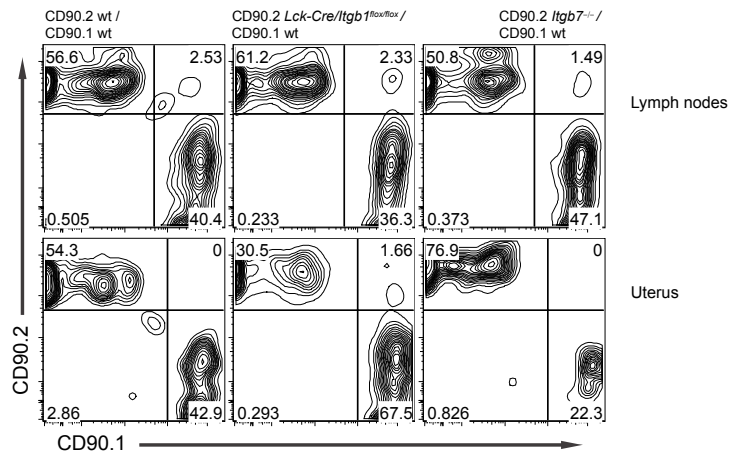 CD90.2 wt /
CD90.1 wt
CD90.2 Lck-Cre/Itgb1flox/flox /
CD90.1 wt
CD90.2 Itgb7–/– /
CD90.1 wt
56.6 2.53
0.505 40.4
61.2 2.33
0.233 36.3
50.8 1.49
0.373 47.1
Lymph nodes
54.3 0
2.86 42.9
30.5 1.66
0.293 67.5
76.9 0
0.826 22.3
Uterus
CD90.2
CD90.1